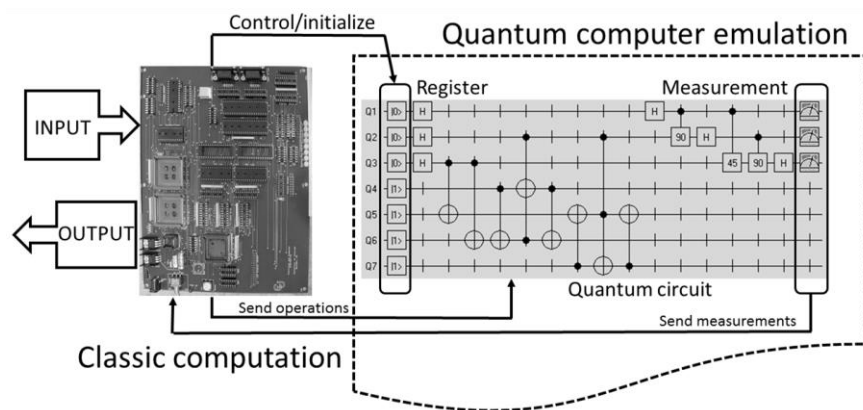 Control/initialize
Quantum computer emulation
Register
Measurement
INPUT
OUTPUT
Q1 |0> H H
Q2 |0> H 90 H
Q3 |0> H 45 90 H
Q4 |1>
Q5 |1>
Q6 |1>
Q7 |1>
Quantum circuit
Send operations
Send measurements
Classic computation